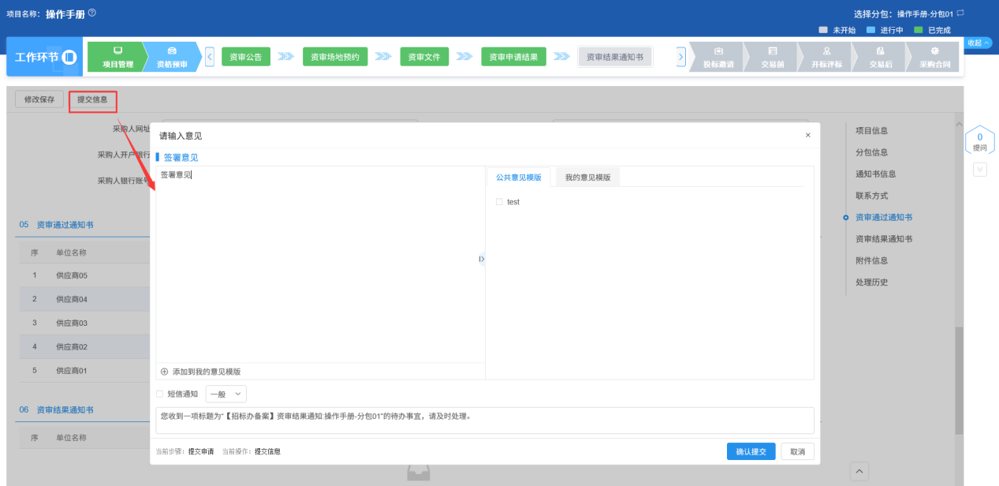 项目名称: 操作手册
选择分包: 操作手册-分包01
未开始 进行中 已完成
收起
工作环节
项目管理
资格预审
资审公告
资审场地预约
资审文件
资审申请结果
资审结果通知书
投标邀请
交易前
开标评标
交易后
采购合同
修改保存
提交信息
采购人网址
采购人开户银行
采购人银行账号
05 资审通过通知书
序 单位名称
1 供应商05
2 供应商04
3 供应商03
4 供应商02
5 供应商01
06 资审结果通知书
序 单位名称
请输入意见
×
签署意见
签署意见
公共意见模版
我的意见模版
test
添加到我的意见模版
短信通知
一般
您收到一项标题为“【招标办备案】资审结果通知:操作手册-分包01”的待办事宜，请及时处理。
当前步骤: 提交申请 当前操作: 提交信息
确认提交
取消
项目信息
分包信息
通知书信息
联系方式
资审通过通知书
资审结果通知书
附件信息
处理历史
0
提问